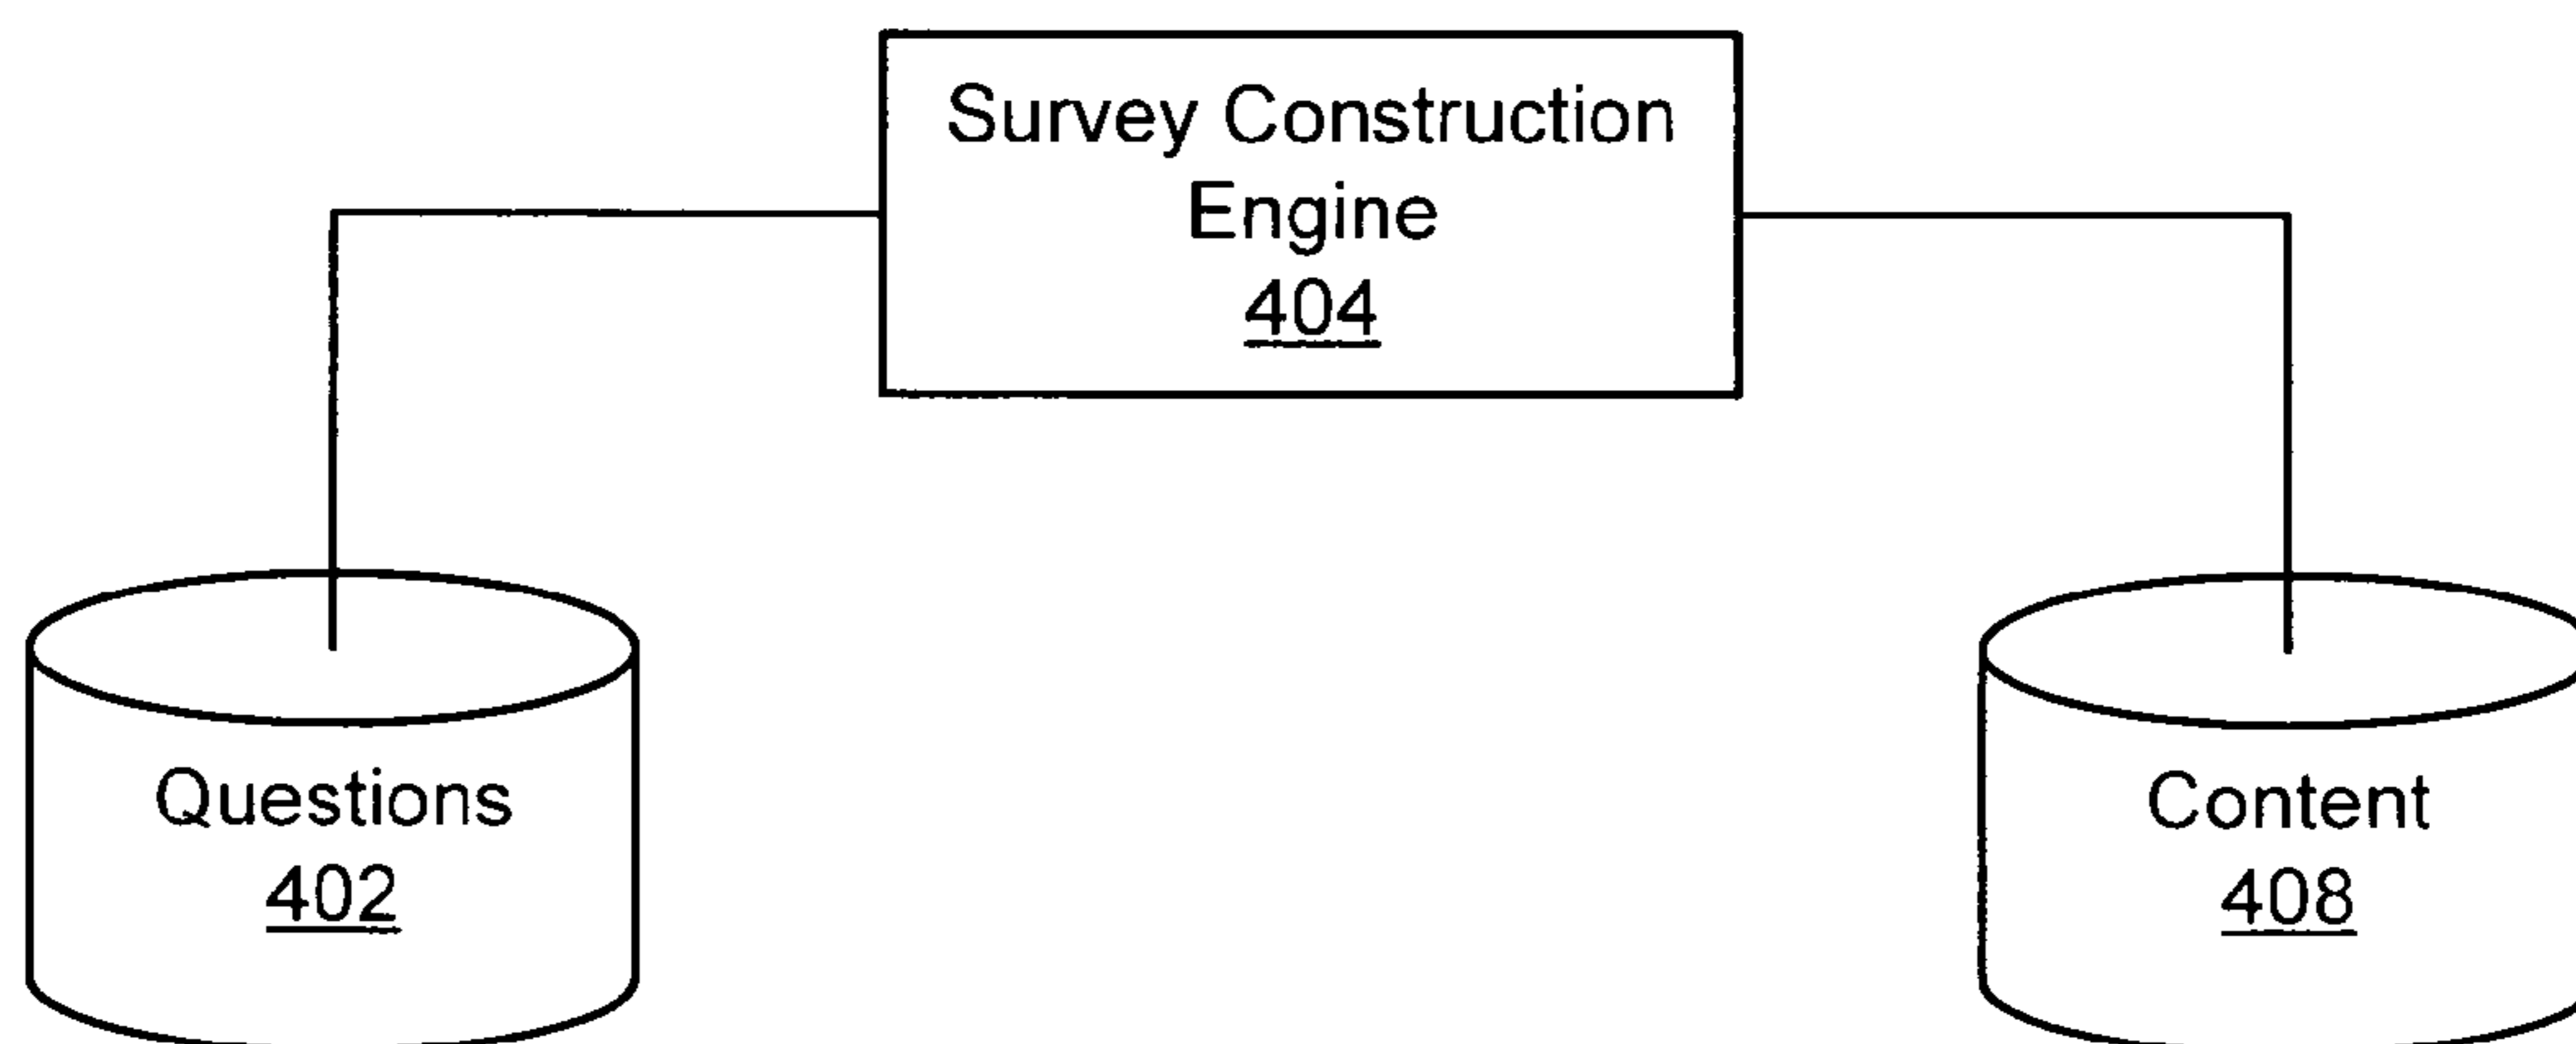 Survey Construction
Engine
404
Questions
402
Content
408